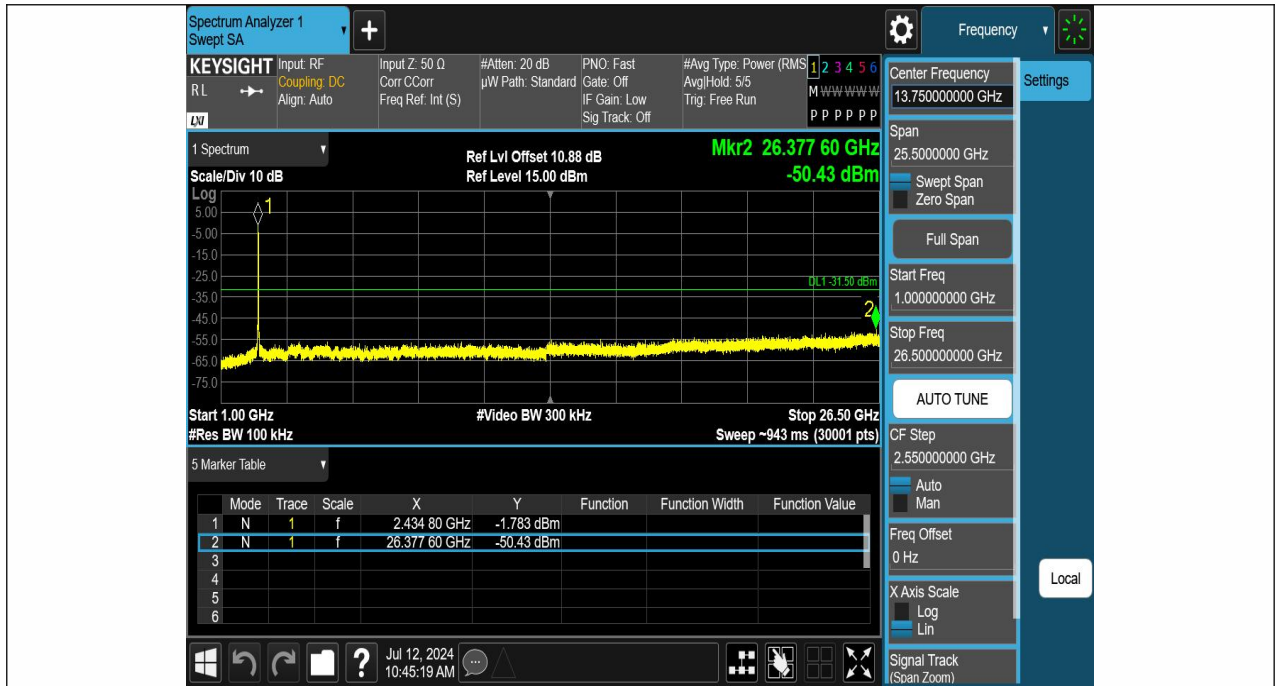 Spectrum Analyzer 1
Swept SA
+
Frequency
KEYSIGHT
RL
LXI
Input: RF
Coupling: DC
Align: Auto
Input Z: 50 Ω
Corr CCorr
Freq Ref: Int (S)
#Atten: 20 dB
µW Path: Standard
PNO: Fast
Gate: Off
IF Gain: Low
Sig Track: Off
#Avg Type: Power (RMS
Avg|Hold: 5/5
Trig: Free Run
1 2 3 4 5 6
M W W W W W
P P P P P P
1 Spectrum
Scale/Div 10 dB
Ref Lvl Offset 10.88 dB
Ref Level 15.00 dBm
Mkr2 26.377 60 GHz
-50.43 dBm
Log
5.00
-5.00
-15.0
-25.0
-35.0
-45.0
-55.0
-65.0
-75.0
1
DL1 -31.50 dBm
2
Start 1.00 GHz
#Res BW 100 kHz
#Video BW 300 kHz
Stop 26.50 GHz
Sweep ~943 ms (30001 pts)
5 Marker Table
Mode Trace Scale X Y Function Function Width Function Value
1 N 1 f 2.434 80 GHz -1.783 dBm
2 N 1 f 26.377 60 GHz -50.43 dBm
3
4
5
6
?
Jul 12, 2024
10:45:19 AM
Center Frequency
13.750000000 GHz
Settings
Span
25.5000000 GHz
Swept Span
Zero Span
Full Span
Start Freq
1.000000000 GHz
Stop Freq
26.500000000 GHz
AUTO TUNE
CF Step
2.550000000 GHz
Auto
Man
Freq Offset
0 Hz
X Axis Scale
Log
Lin
Local
Signal Track
(Span Zoom)